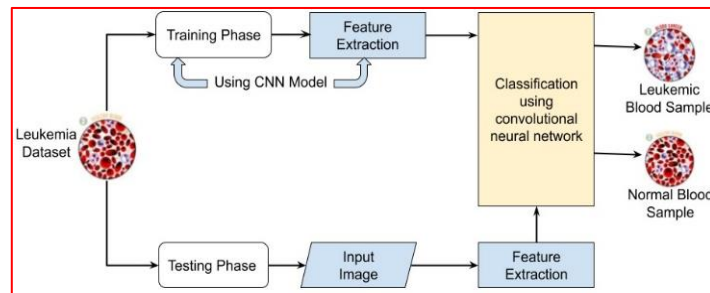 Training Phase
Feature
Extraction
Using CNN Model
Leukemia
Dataset
Classification
using
convolutional
neural network
Leukemic
Blood Sample
Normal Blood
Sample
Testing Phase
Input
Image
Feature
Extraction